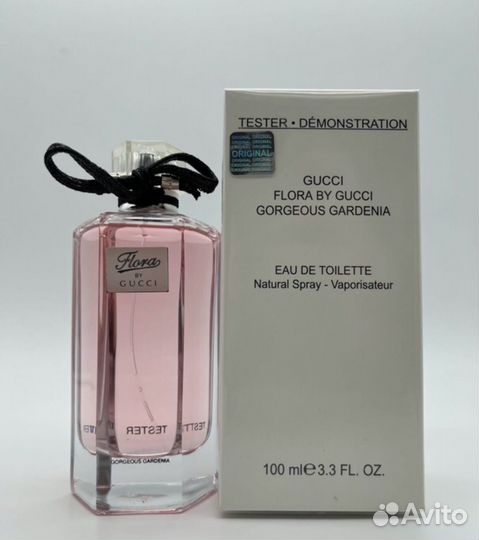 TESTER • DÉMONSTRATION
ORIGINAL
GUCCI
FLORA BY GUCCI
GORGEOUS GARDENIA
EAU DE TOILETTE
Natural Spray - Vaporisateur
100 ml℮3.3 FL. OZ.
Flora
BY
GUCCI
TESTER
GORGEOUS GARDENIA
Avito